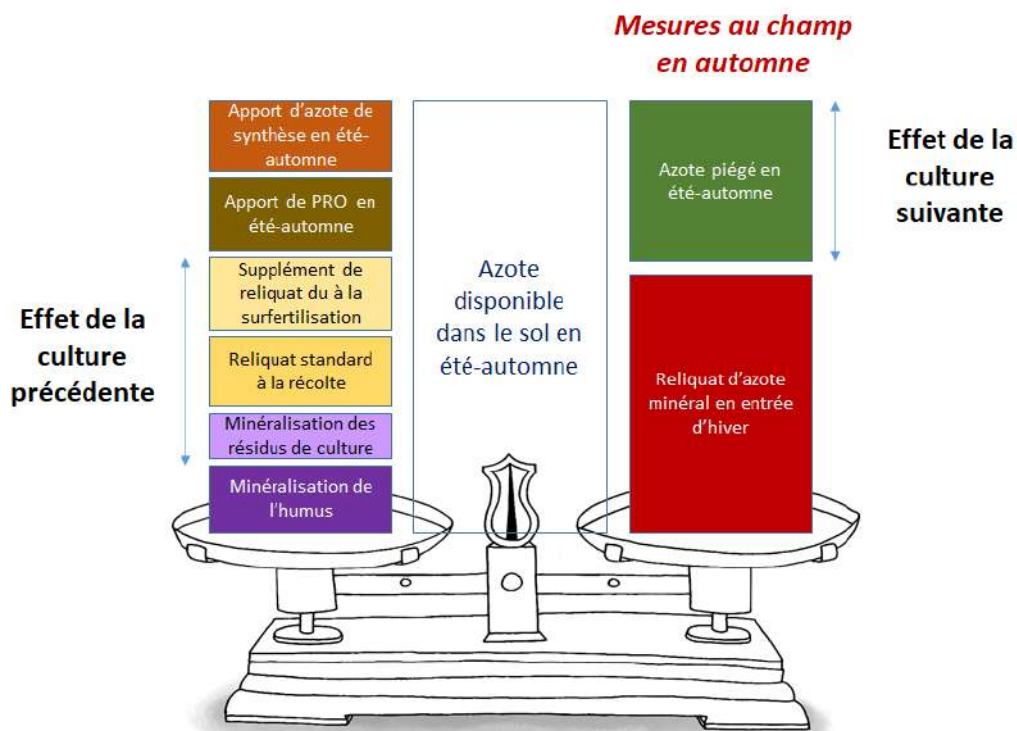 Mesures au champ
en automne
Apport d'azote de
synthèse en été-
automne
Apport de PRO en
été-automne
Supplément de
reliquat du à la
surfertilisation
Reliquat standard
à la récolte
Minéralisation des
résidus de culture
Minéralisation de
l'humus
Effet de la
culture
précédente
Azote
disponible
dans le sol en
été-automne
Azote piégé en
été-automne
Reliquat d'azote
minéral en entrée
d'hiver
Effet de la
culture
suivante